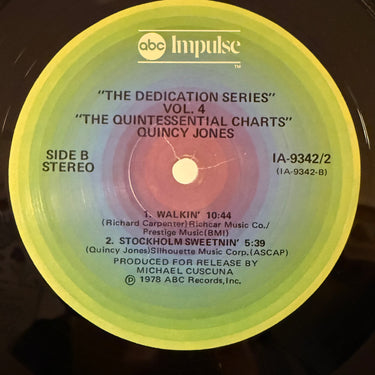 abc Impulse
TM
"THE DEDICATION SERIES"
VOL. 4
"THE QUINTESSENTIAL CHARTS"
QUINCY JONES
SIDE B
STEREO
IA-9342/2
(IA-9342-B)
1. WALKIN' 10:44
(Richard Carpenter)Richcar Music Co./
Prestige Music(BMI)
2. STOCKHOLM SWEETNIN' 5:39
(Quincy Jones)Silhouette Music Corp.(ASCAP)
PRODUCED FOR RELEASE BY
MICHAEL CUSCUNA
℗ 1978 ABC Records, Inc.